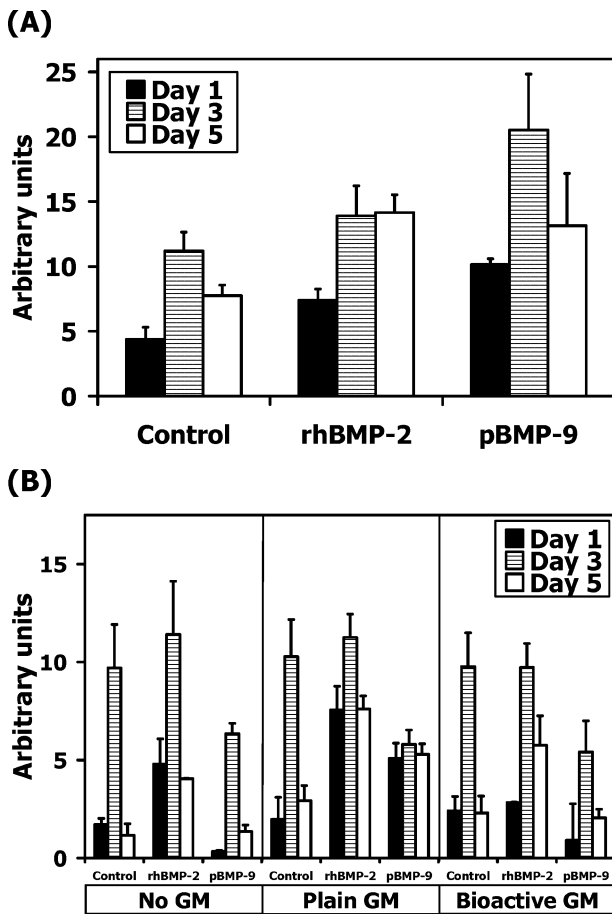 (A)
Arbitrary units
25
20
15
10
5
0
Day 1
Day 3
Day 5
Control rhBMP-2 pBMP-9
(B)
Arbitrary units
15
10
5
0
Day 1
Day 3
Day 5
Control rhBMP-2 pBMP-9 Control rhBMP-2 pBMP-9 Control rhBMP-2 pBMP-9
No GM Plain GM Bioactive GM